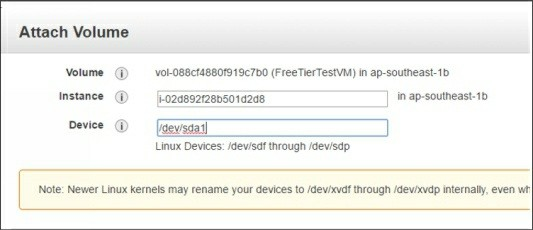 Attach Volume
Volume i vol-088cf4880f919c7b0 (FreeTierTestVM) in ap-southeast-1b
Instance i i-02d892f28b501d2d8 in ap-southeast-1b
Device i /dev/sda1
Linux Devices: /dev/sdf through /dev/sdp
Note: Newer Linux kernels may rename your devices to /dev/xvdf through /dev/xvdp internally, even wh